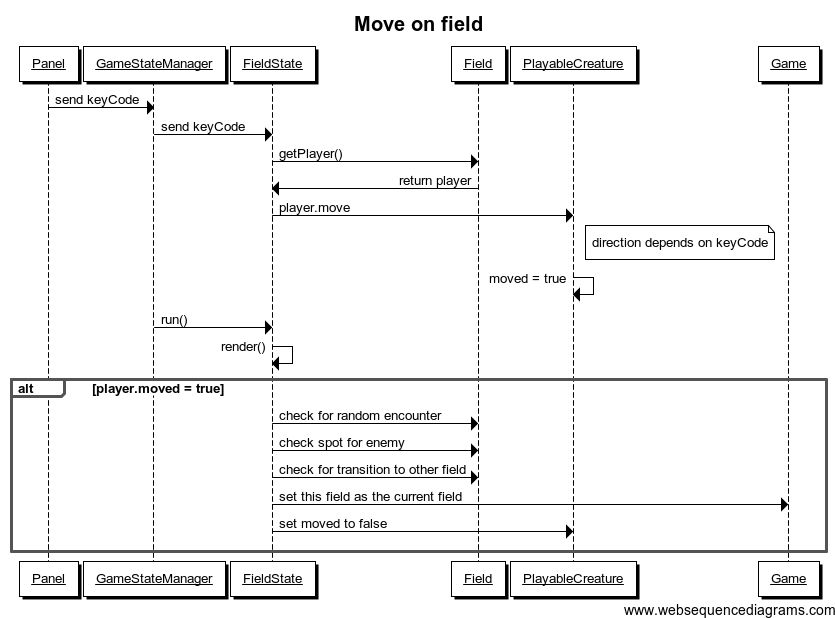 Move on field
Panel
GameStateManager
FieldState
Field
PlayableCreature
Game
send keyCode
send keyCode
getPlayer()
return player
player.move
direction depends on keyCode
moved = true
run()
render()
alt
[player.moved = true]
check for random encounter
check spot for enemy
check for transition to other field
set this field as the current field
set moved to false
Panel
GameStateManager
FieldState
Field
PlayableCreature
Game
www.websequencediagrams.com